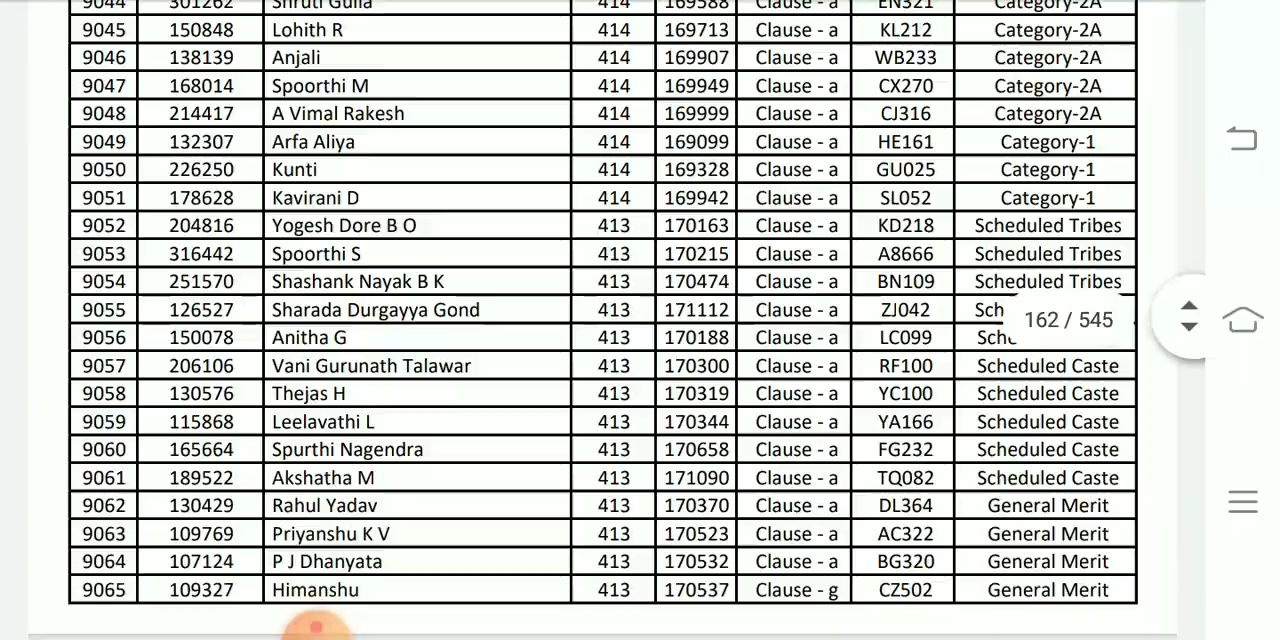 9044 301262 Shruti Gulia 414 169588 Clause - a EN321 Category-2A
9045 150848 Lohith R 414 169713 Clause - a KL212 Category-2A
9046 138139 Anjali 414 169907 Clause - a WB233 Category-2A
9047 168014 Spoorthi M 414 169949 Clause - a CX270 Category-2A
9048 214417 A Vimal Rakesh 414 169999 Clause - a CJ316 Category-2A
9049 132307 Arfa Aliya 414 169099 Clause - a HE161 Category-1
9050 226250 Kunti 414 169328 Clause - a GU025 Category-1
9051 178628 Kavirani D 414 169942 Clause - a SL052 Category-1
9052 204816 Yogesh Dore B O 413 170163 Clause - a KD218 Scheduled Tribes
9053 316442 Spoorthi S 413 170215 Clause - a A8666 Scheduled Tribes
9054 251570 Shashank Nayak B K 413 170474 Clause - a BN109 Scheduled Tribes
9055 126527 Sharada Durgayya Gond 413 171112 Clause - a ZJ042 Sch
162 / 545
9056 150078 Anitha G 413 170188 Clause - a LC099 Sch
9057 206106 Vani Gurunath Talawar 413 170300 Clause - a RF100 Scheduled Caste
9058 130576 Thejas H 413 170319 Clause - a YC100 Scheduled Caste
9059 115868 Leelavathi L 413 170344 Clause - a YA166 Scheduled Caste
9060 165664 Spurthi Nagendra 413 170658 Clause - a FG232 Scheduled Caste
9061 189522 Akshatha M 413 171090 Clause - a TQ082 Scheduled Caste
9062 130429 Rahul Yadav 413 170370 Clause - a DL364 General Merit
9063 109769 Priyanshu K V 413 170523 Clause - a AC322 General Merit
9064 107124 P J Dhanyata 413 170532 Clause - a BG320 General Merit
9065 109327 Himanshu 413 170537 Clause - g CZ502 General Merit